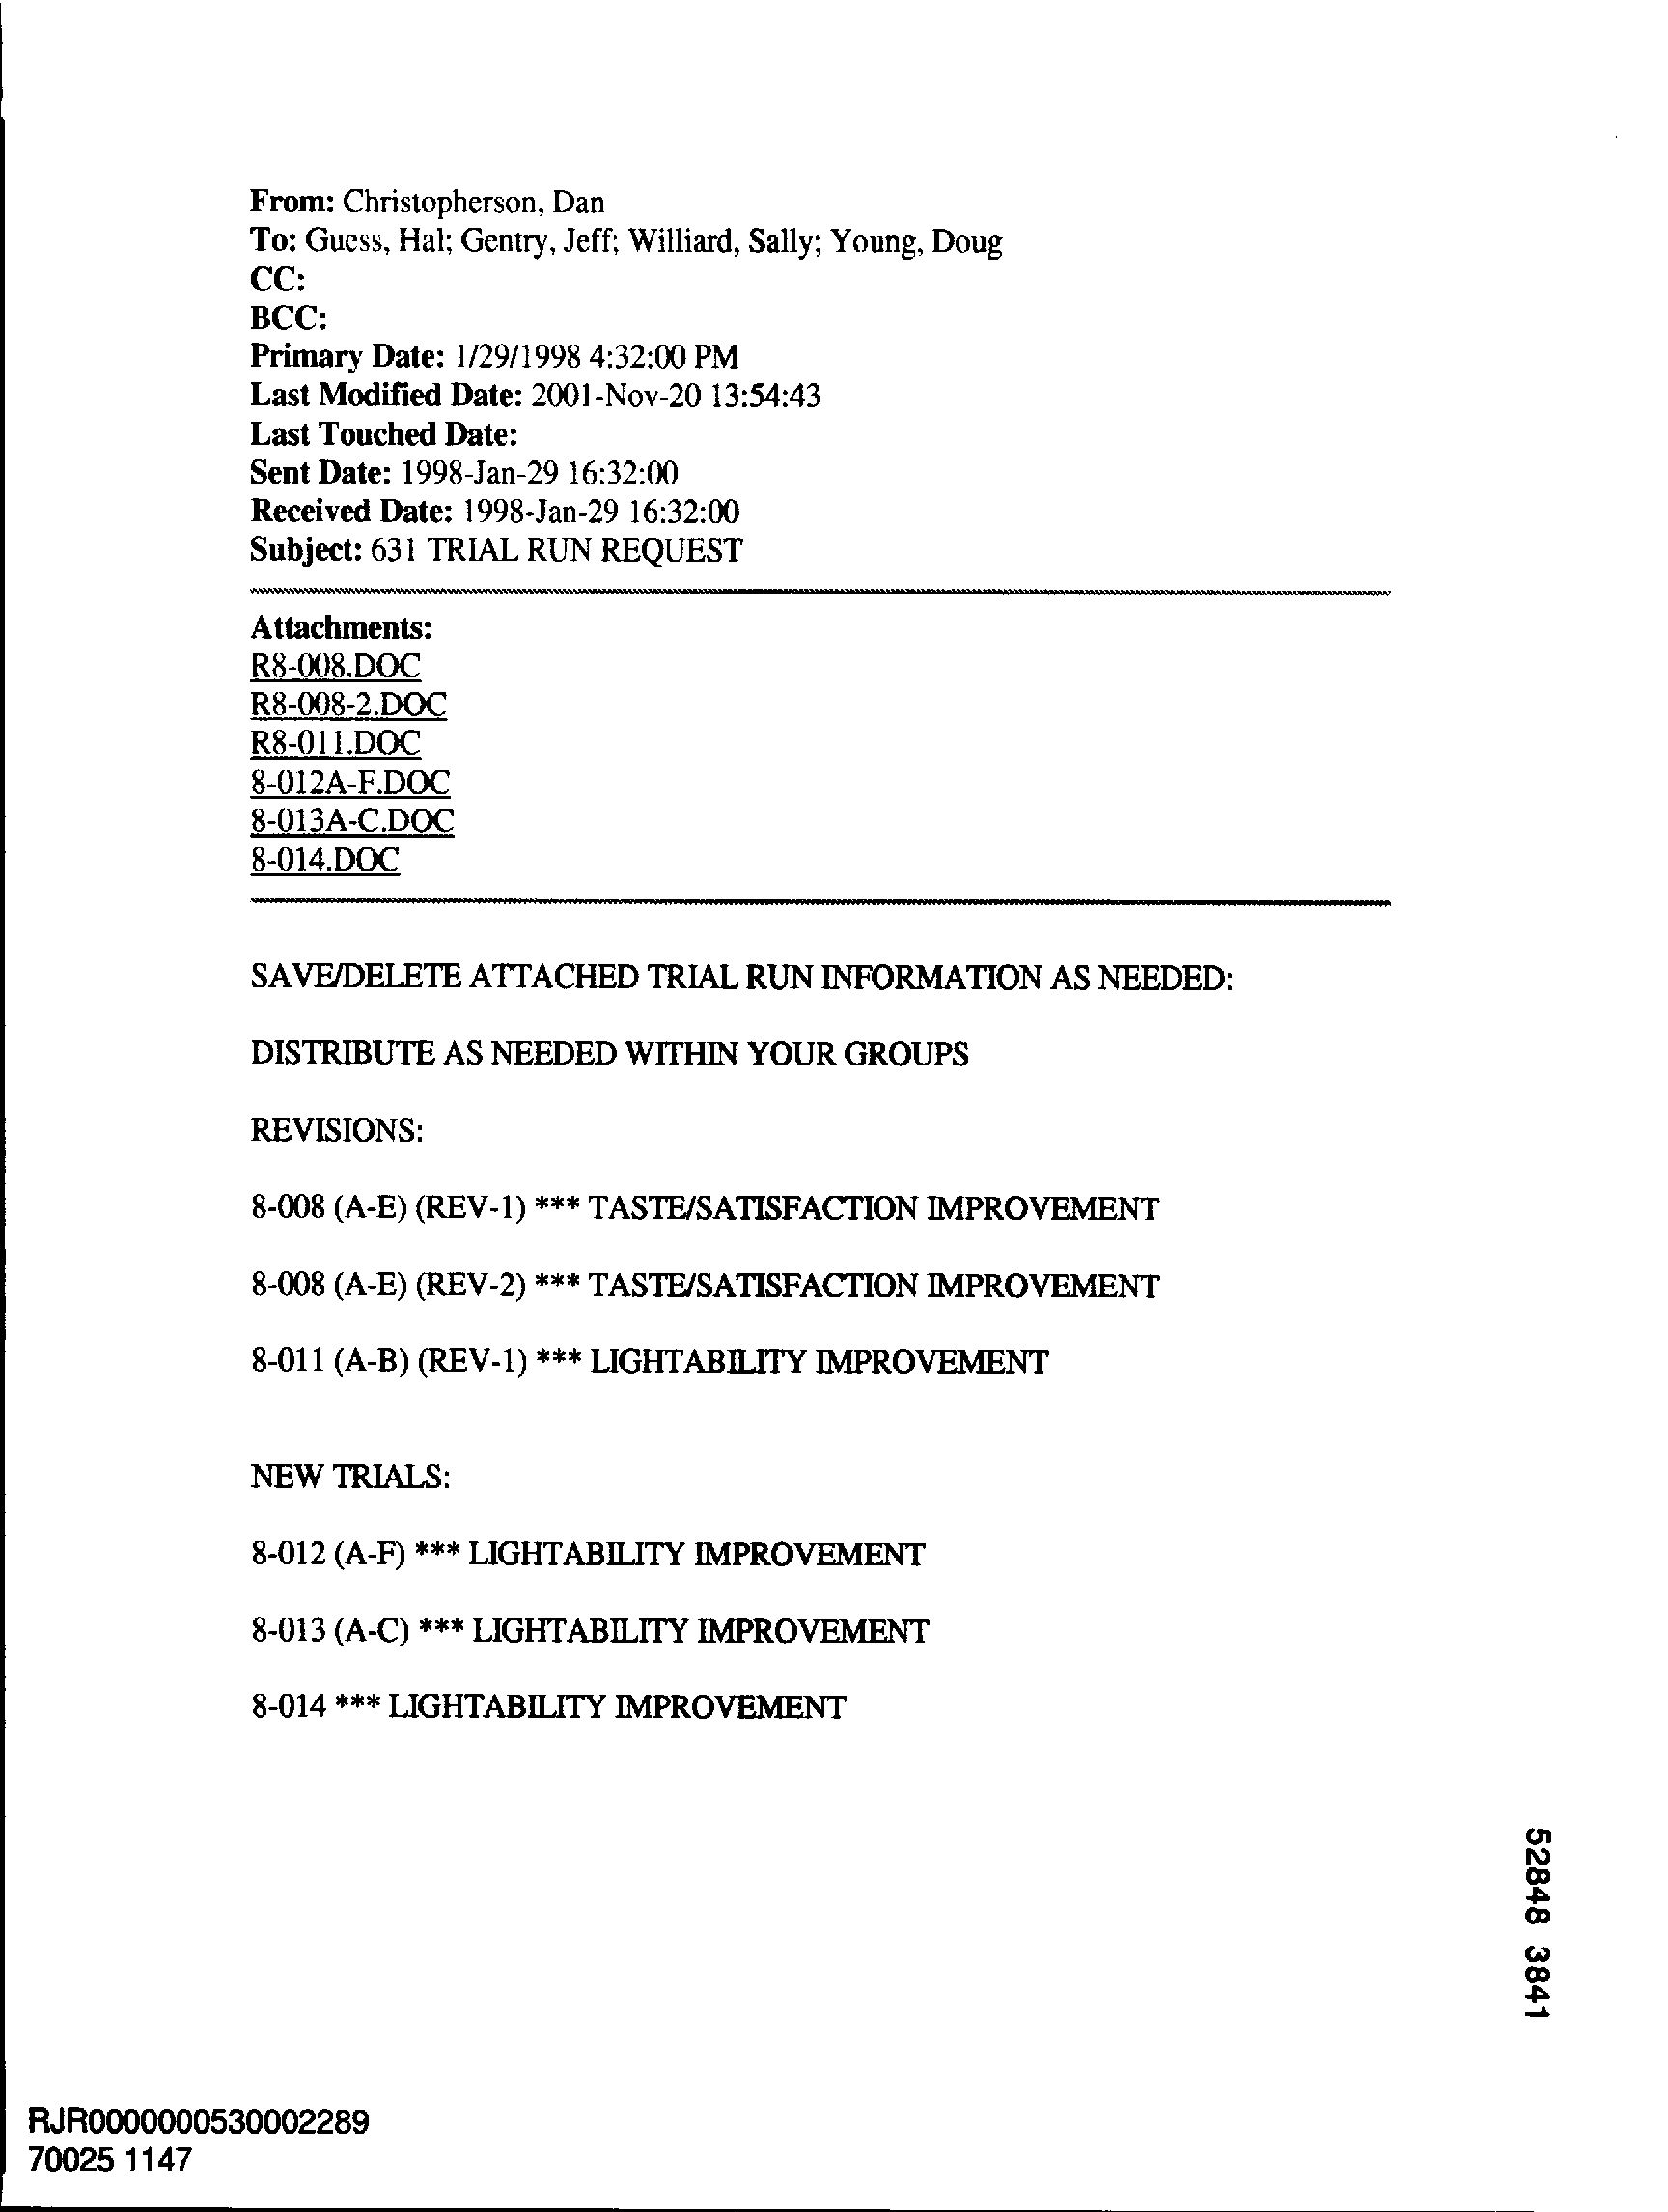 From: Christopherson, Dan
To: Guess, Hal; Gentry, Jeff; Williard, Sally; Young, Doug
CC:
BCC:
Primary Date: 1/29/1998 4:32:00 PM
Last Modified Date: 2001-Nov-20 13:54:43
Last Touched Date:
Sent Date: 1998-Jan-29 16:32:00
Received Date: 1998-Jan-29 16:32:00
Subject: 631 TRIAL RUN REQUEST
Attachments:
R8-008.DOC
R8-008-2.DOC
R8-011.DOC
8-012A-F.DOC
8-013A-C.DOC
8-014.DOC
SAVE/DELETE ATTACHED TRIAL RUN INFORMATION AS NEEDED:
DISTRIBUTE AS NEEDED WITHIN YOUR GROUPS
REVISIONS:
8-008 (A-E) (REV-1) *** TASTE/SATISFACTION IMPROVEMENT
8-008 (A-E) (REV-2) *** TASTE/SATISFACTION IMPROVEMENT
8-011 (A-B) (REV-1) *** LIGHTABILITY IMPROVEMENT
NEW TRIALS:
8-012 (A-F) *** LIGHTABILITY IMPROVEMENT
8-013 (A-C) *** LIGHTABILITY IMPROVEMENT
8-014 *** LIGHTABILITY IMPROVEMENT
52848 3841
RJR0000000530002289
70025 1147